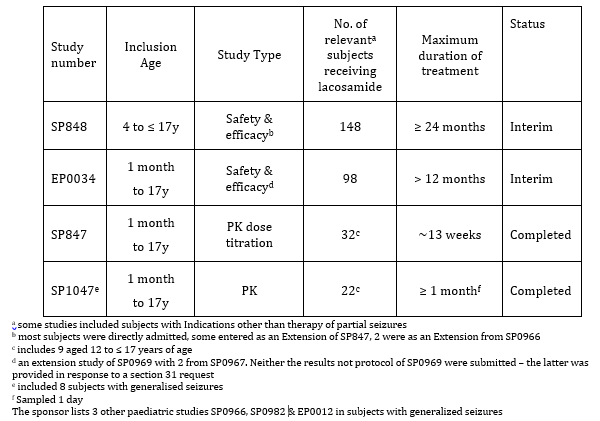 Study number
Inclusion Age
Study Type
No. of relevantᵃ subjects receiving lacosamide
Maximum duration of treatment
Status
SP848
4 to ≤ 17y
Safety & efficacyᵇ
148
≥ 24 months
Interim
EP0034
1 month to 17y
Safety & efficacyᵈ
98
> 12 months
Interim
SP847
1 month to 17y
PK dose titration
32ᶜ
~13 weeks
Completed
SP1047ᵉ
1 month to 17y
PK
22ᶜ
≥ 1 monthᶠ
Completed
ᵃ some studies included subjects with Indications other than therapy of partial seizures
ᵇ most subjects were directly admitted, some entered as an Extension of SP847, 2 were as an Extension from SP0966
ᶜ includes 9 aged 12 to ≤ 17 years of age
ᵈ an extension study of SP0969 with 2 from SP0967. Neither the results not protocol of SP0969 were submitted – the latter was
provided in response to a section 31 request
ᵉ included 8 subjects with generalised seizures
ᶠ Sampled 1 day
The sponsor lists 3 other paediatric studies SP0966, SP0982 & EP0012 in subjects with generalized seizures